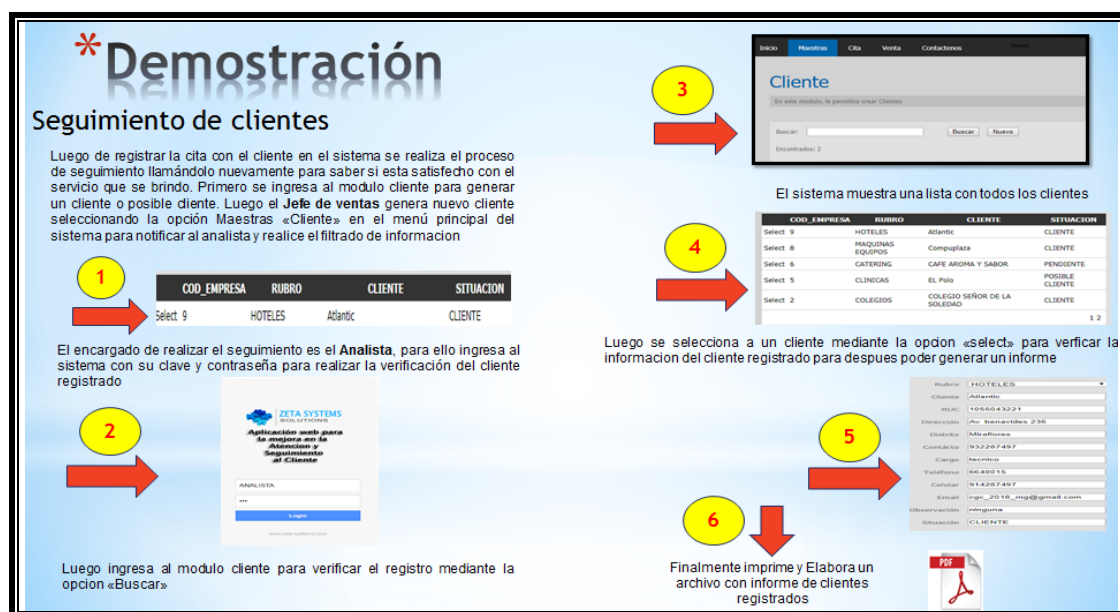 *Demostración
Seguimiento de clientes
Luego de registrar la cita con el cliente en el sistema se realiza el proceso
de seguimiento llamándolo nuevamente para saber si esta satisfecho con el
servicio que se brindo. Primero se ingresa al modulo cliente para generar
un cliente o posible cliente. Luego el Jefe de ventas genera nuevo cliente
seleccionando la opción Maestras «Cliente» en el menú principal del
sistema para notificar al analista y realice el filtrado de informacion
1
COD_EMPRESA RUBRO CLIENTE SITUACION
Select 9 HOTELES Atlantic CLIENTE
El encargado de realizar el seguimiento es el Analista, para ello ingresa al
sistema con su clave y contraseña para realizar la verificación del cliente
registrado
2
ZETA SYSTEMS
SOLUTIONS
Aplicación web para
la mejora en la
Atencion y
Seguimiento
al Cliente
ANALISTA
•••
Login
www.zeta.systems.com
Luego ingresa al modulo cliente para verificar el registro mediante la
opcion «Buscar»
3
Inicio Maestras Cita Venta Contactenos Search
Cliente
En este modulo, le permitira crear Clientes
Buscar: Buscar Nuevo
Encontrados: 2
El sistema muestra una lista con todos los clientes
4
COD_EMPRESA RUBRO CLIENTE SITUACION
Select 9 HOTELES Atlantic CLIENTE
Select 8 MAQUINAS EQUIPOS Compuplaza CLIENTE
Select 6 CATERING CAFE AROMA Y SABOR PENDIENTE
Select 5 CLINICAS EL Polo POSIBLE CLIENTE
Select 2 COLEGIOS COLEGIO SEÑOR DE LA SOLEDAD CLIENTE
1 2
Luego se selecciona a un cliente mediante la opcion «select» para verficar la
informacion del cliente registrado para despues poder generar un informe
5
Rubro HOTELES
Cliente Atlantic
RUC 1055043221
Dirección Av. benavides 236
Distrito Miraflores
Contácto 932287497
Cargo tecnico
Teléfono 6640015
Celular 914287497
Email cgc_2018_mg@gmail.com
Observación ninguna
Situación CLIENTE
6
Finalmente imprime y Elabora un
archivo con informe de clientes
registrados
PDF